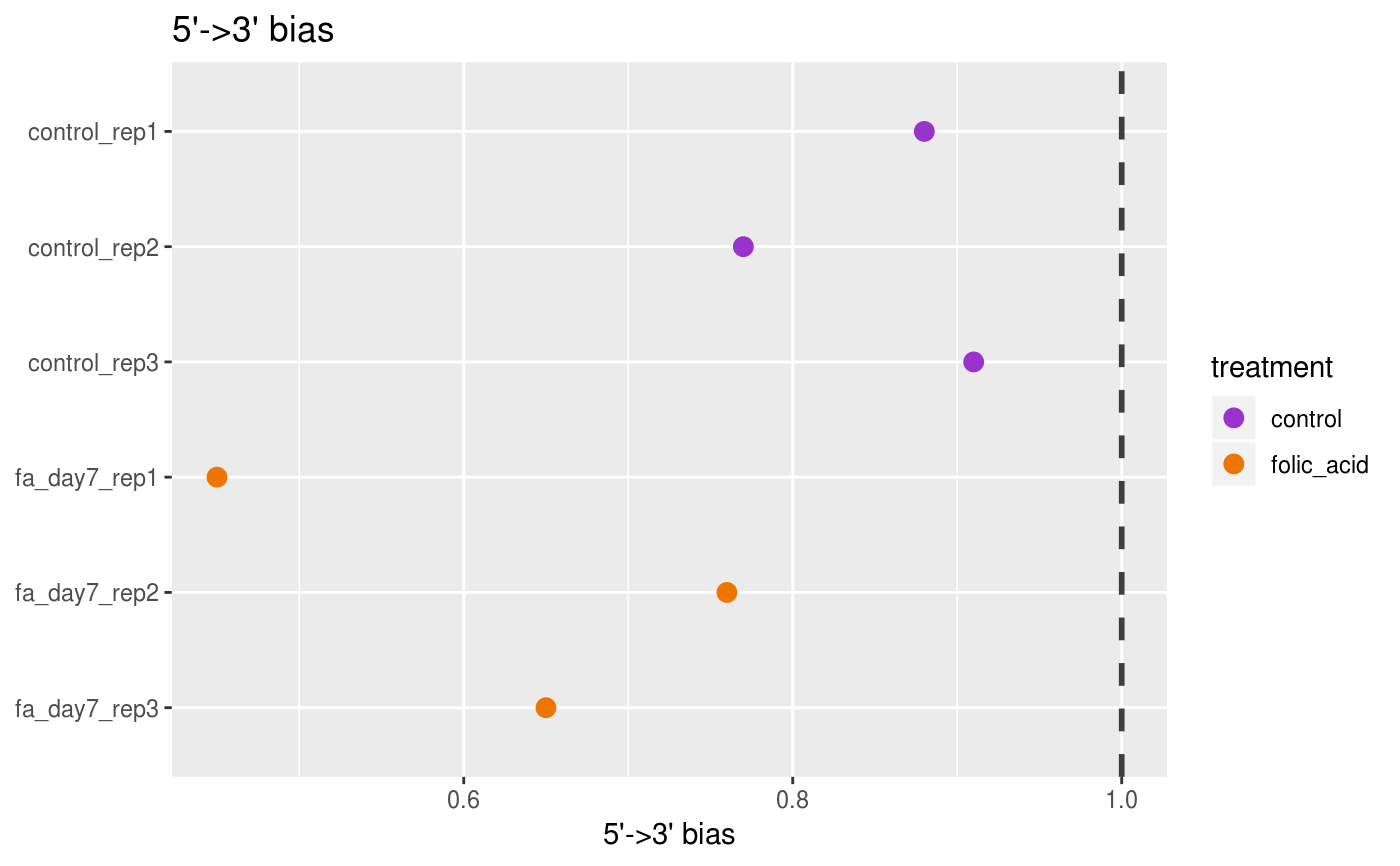 5'->3' bias
control_rep1
control_rep2
control_rep3
fa_day7_rep1
fa_day7_rep2
fa_day7_rep3
0.6 0.8 1.0
5'->3' bias
treatment
control
folic_acid